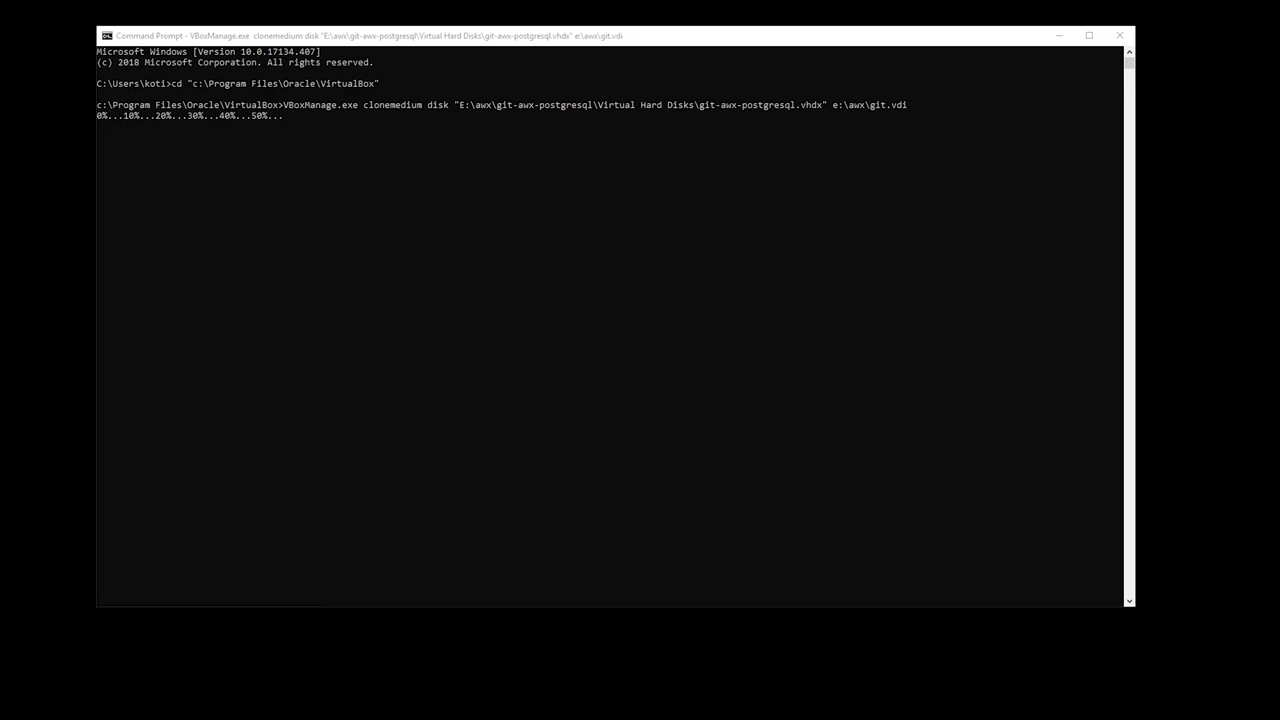 Command Prompt - VBoxManage.exe  clonemedium disk "E:\awx\git-awx-postgresql\Virtual Hard Disks\git-awx-postgresql.vhdx" e:\awx\git.vdi
Microsoft Windows [Version 10.0.17134.407]
(c) 2018 Microsoft Corporation. All rights reserved.
C:\Users\koti>cd "c:\Program Files\Oracle\VirtualBox"
c:\Program Files\Oracle\VirtualBox>VBoxManage.exe clonemedium disk "E:\awx\git-awx-postgresql\Virtual Hard Disks\git-awx-postgresql.vhdx" e:\awx\git.vdi
0%...10%...20%...30%...40%...50%...